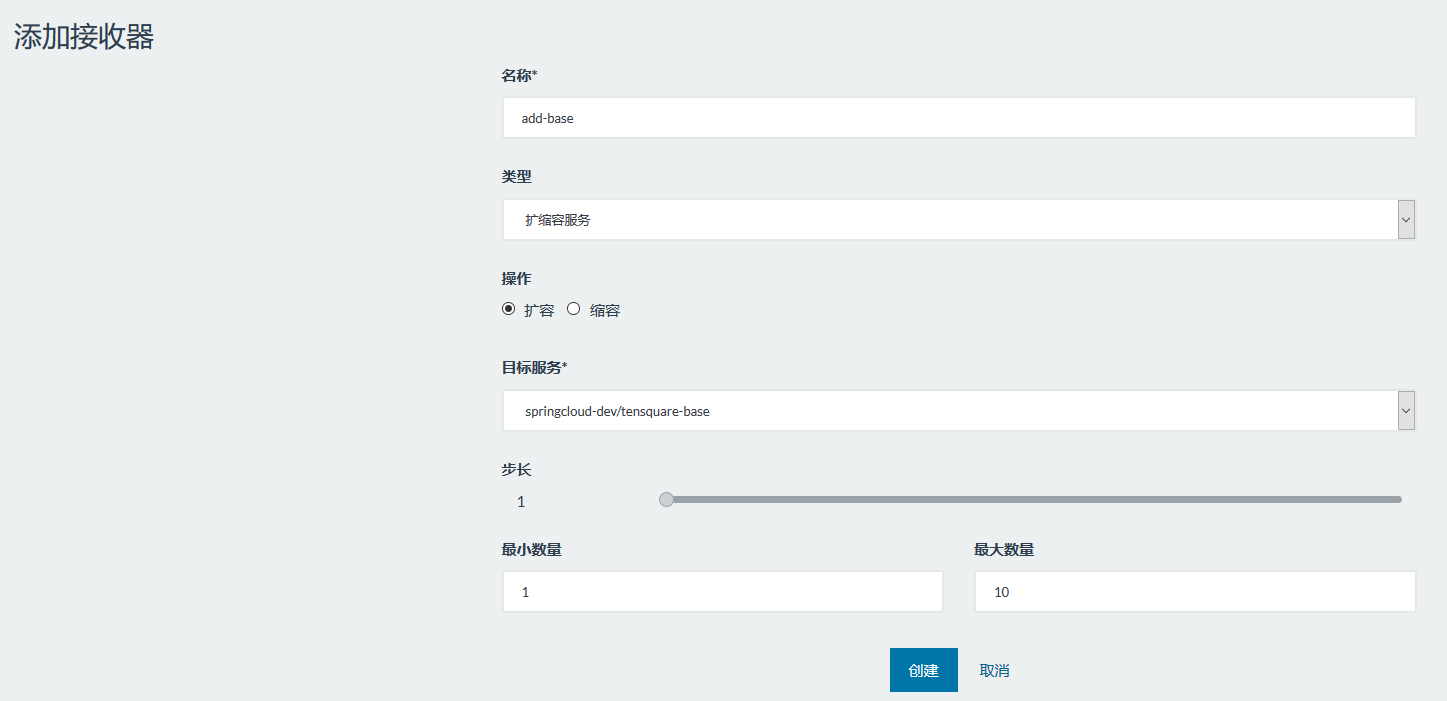 添加接收器
名称*
add-base
类型
扩缩容服务
操作
扩容 缩容
目标服务*
springcloud-dev/tensquare-base
步长
1
最小数量 最大数量
1 10
创建 取消